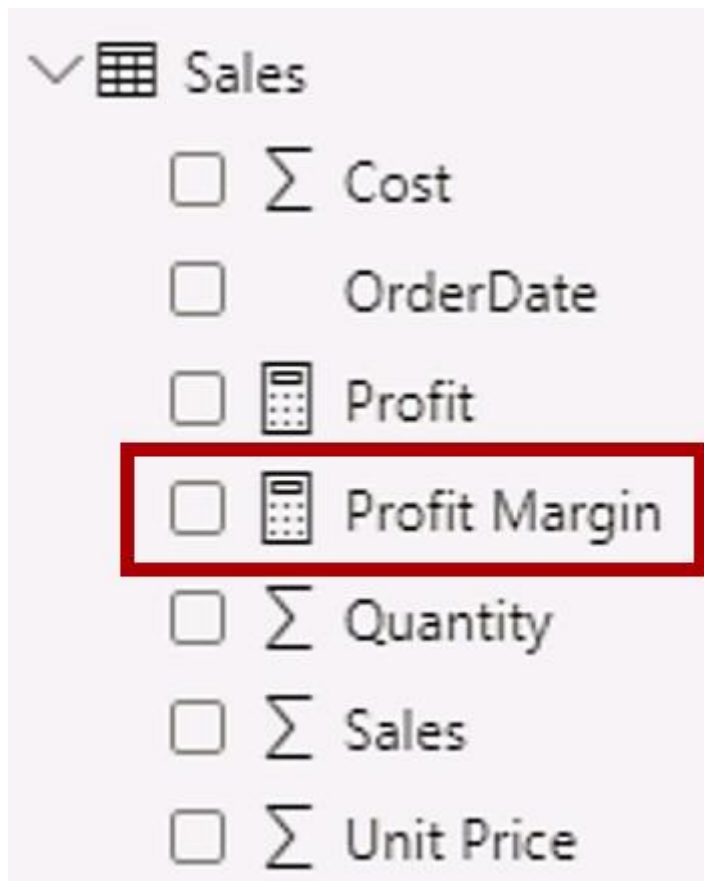 Sales
Cost
OrderDate
Profit
Profit Margin
Quantity
Sales
Unit Price